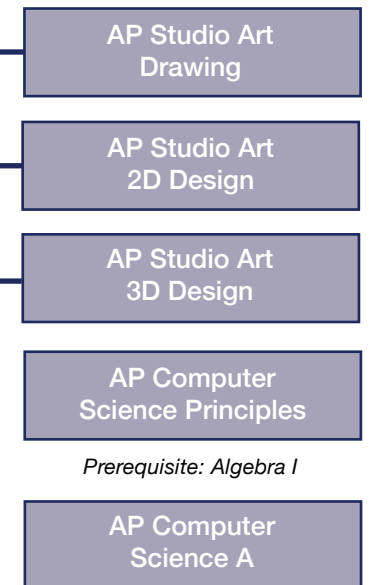 AP Studio Art
Drawing
AP Studio Art
2D Design
AP Studio Art
3D Design
AP Computer
Science Principles
Prerequisite: Algebra I
AP Computer
Science A